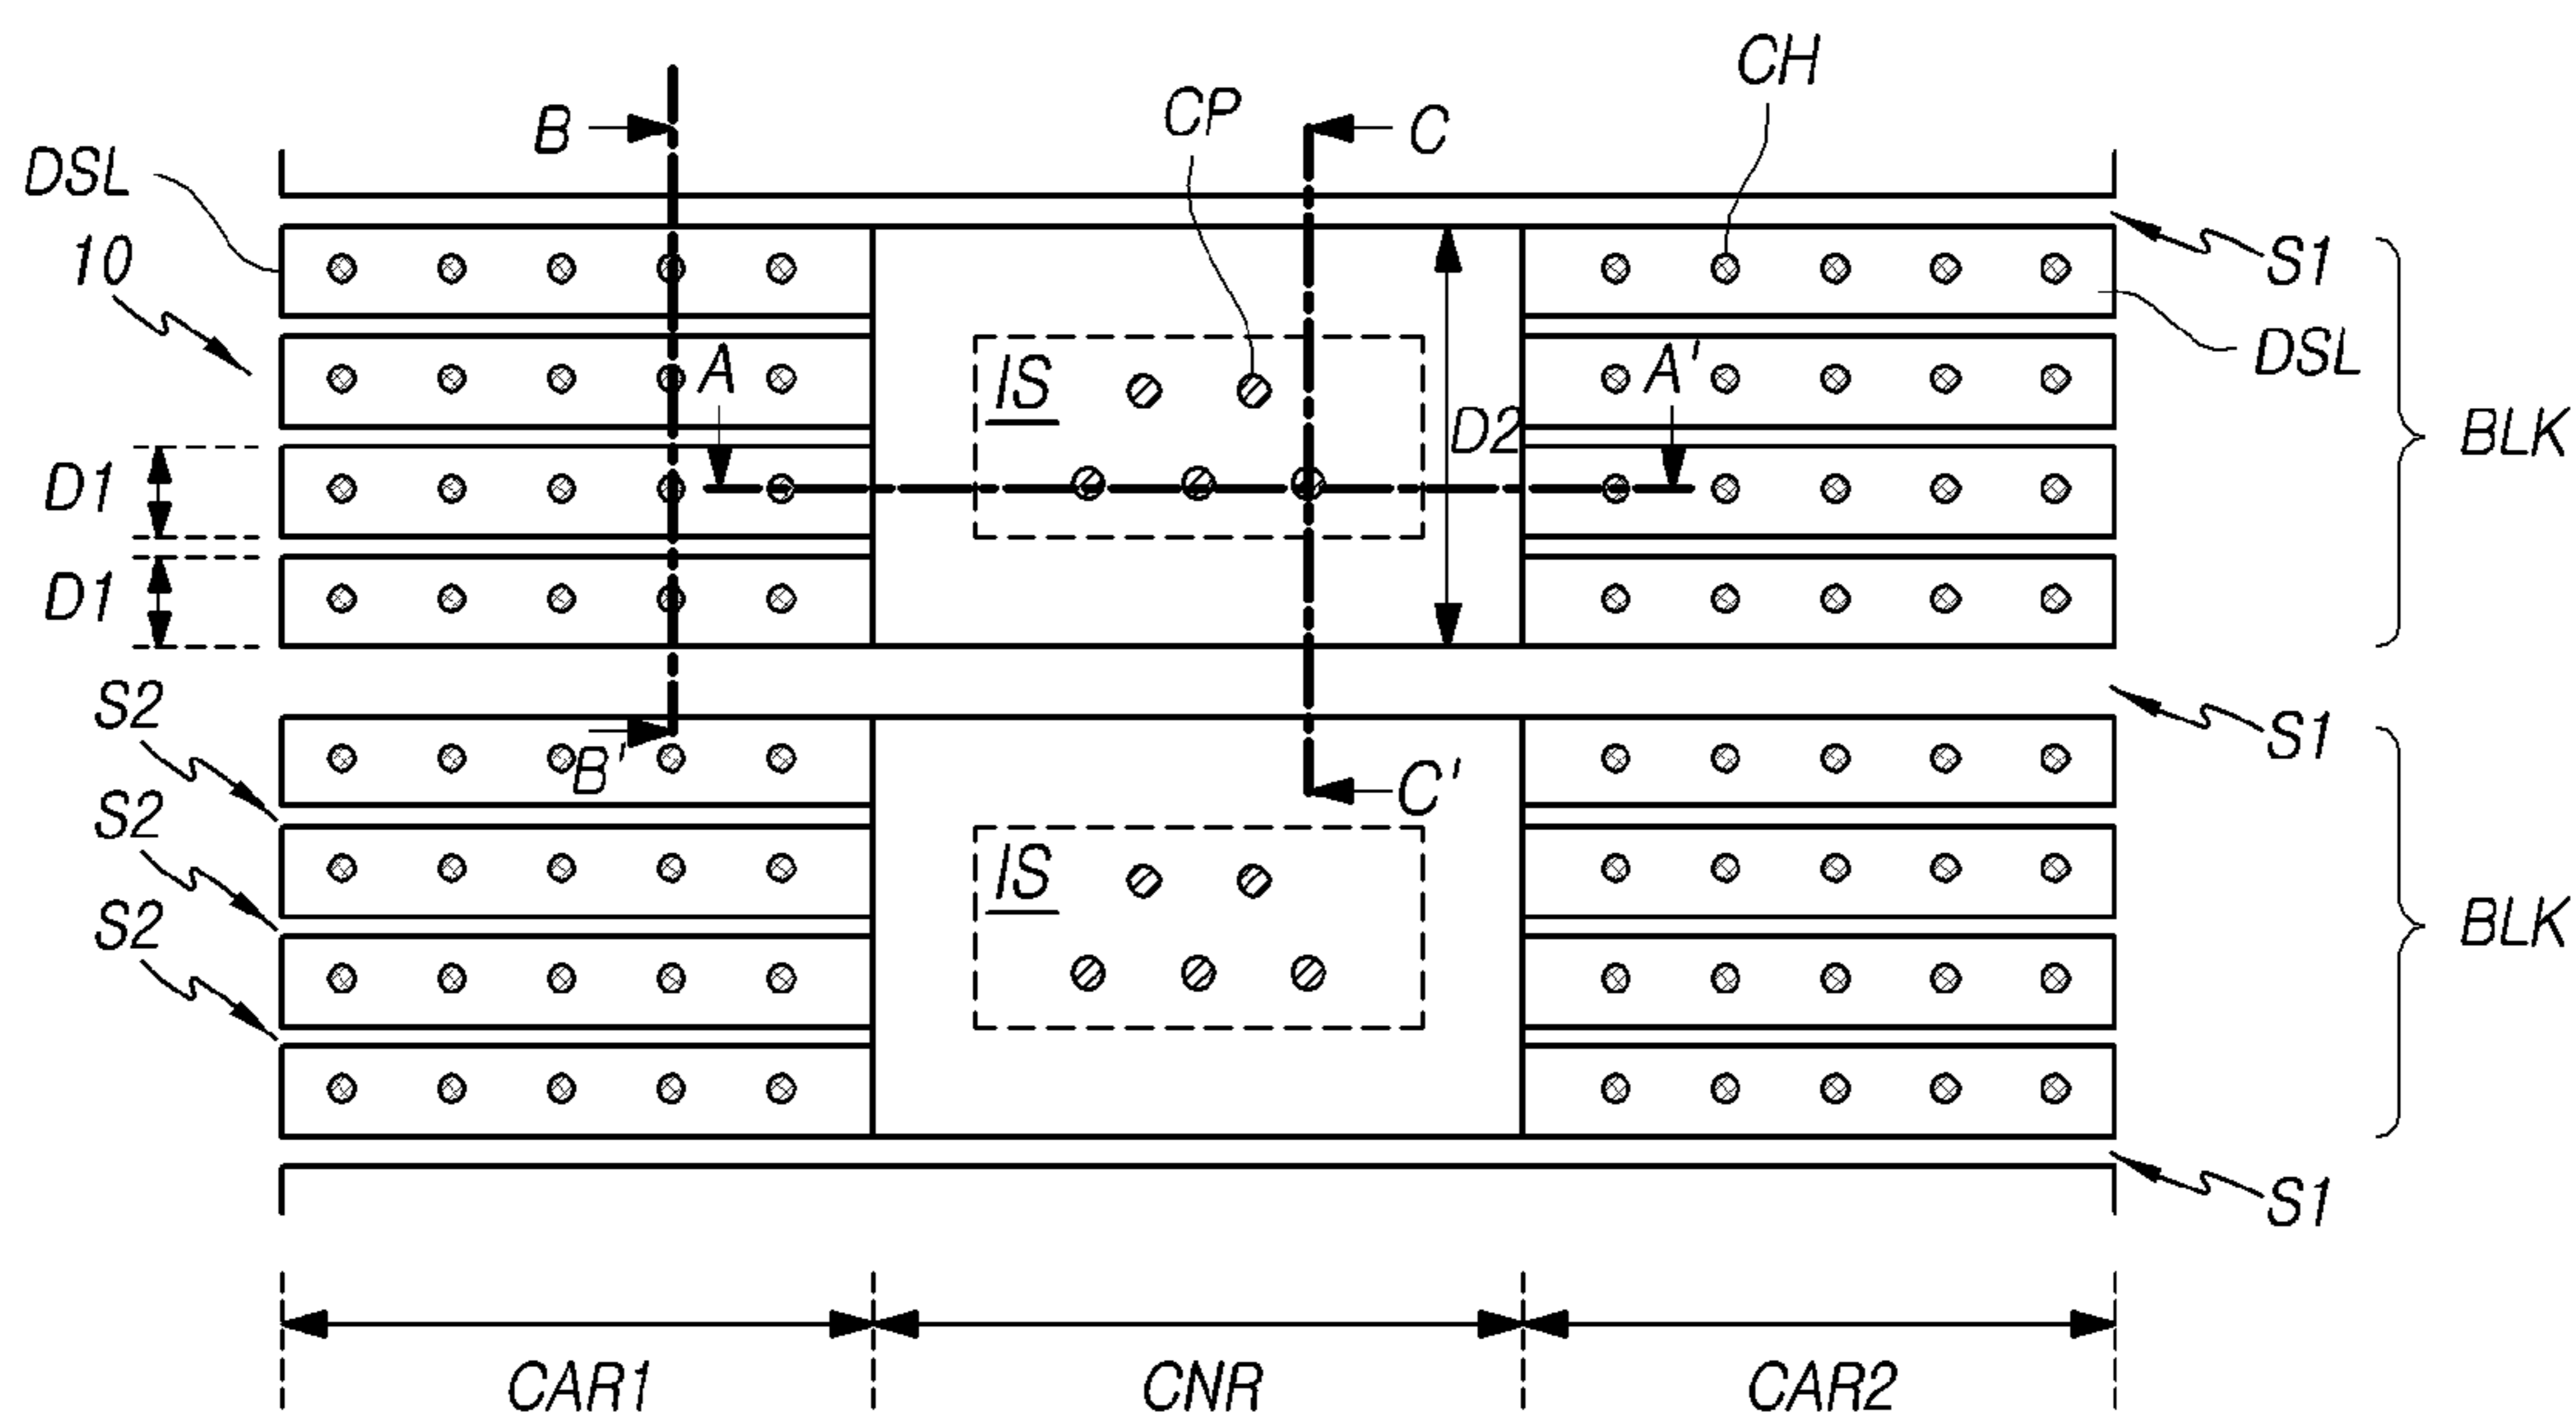 CH
B
CP
C
DSL
10
S1
A
IS
A'
DSL
D2
BLK
D1
D1
S2
S1
B'
C'
S2
IS
S2
BLK
S1
CAR1
CNR
CAR2